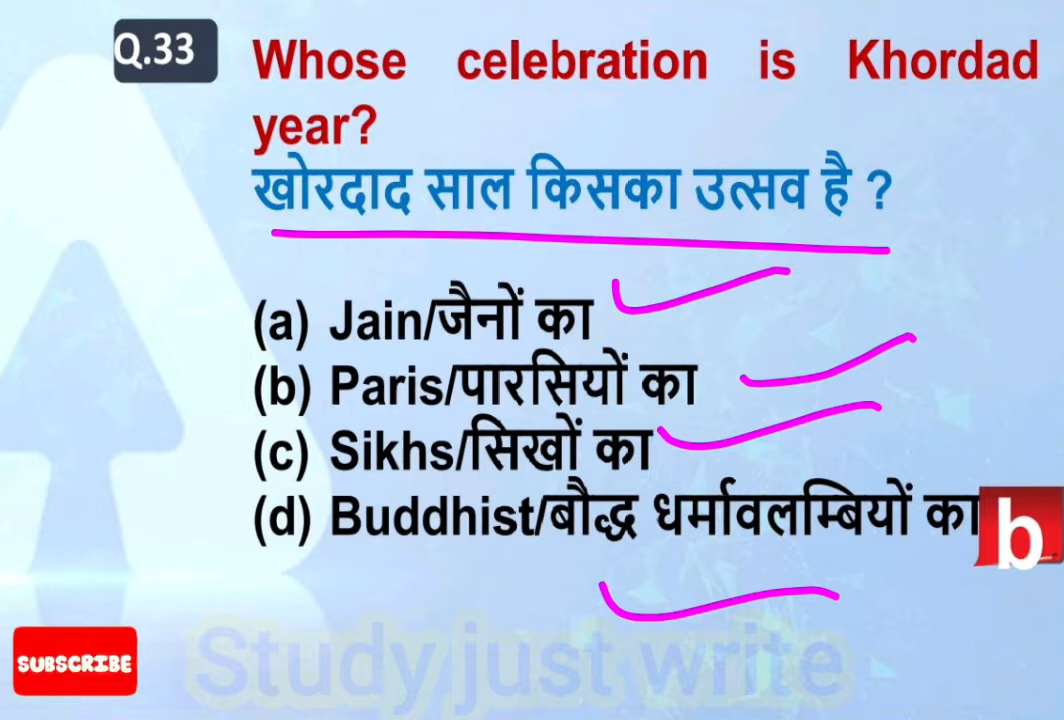 Q.33
Whose celebration is Khordad
year?
खोरदाद साल किसका उत्सव है ?
(a) Jain/जैनों का
(b) Paris/पारसियों का
(c) Sikhs/सिखों का
(d) Buddhist/बौद्ध धर्मावलम्बियों का
b
SUBSCRIBE
Study just write